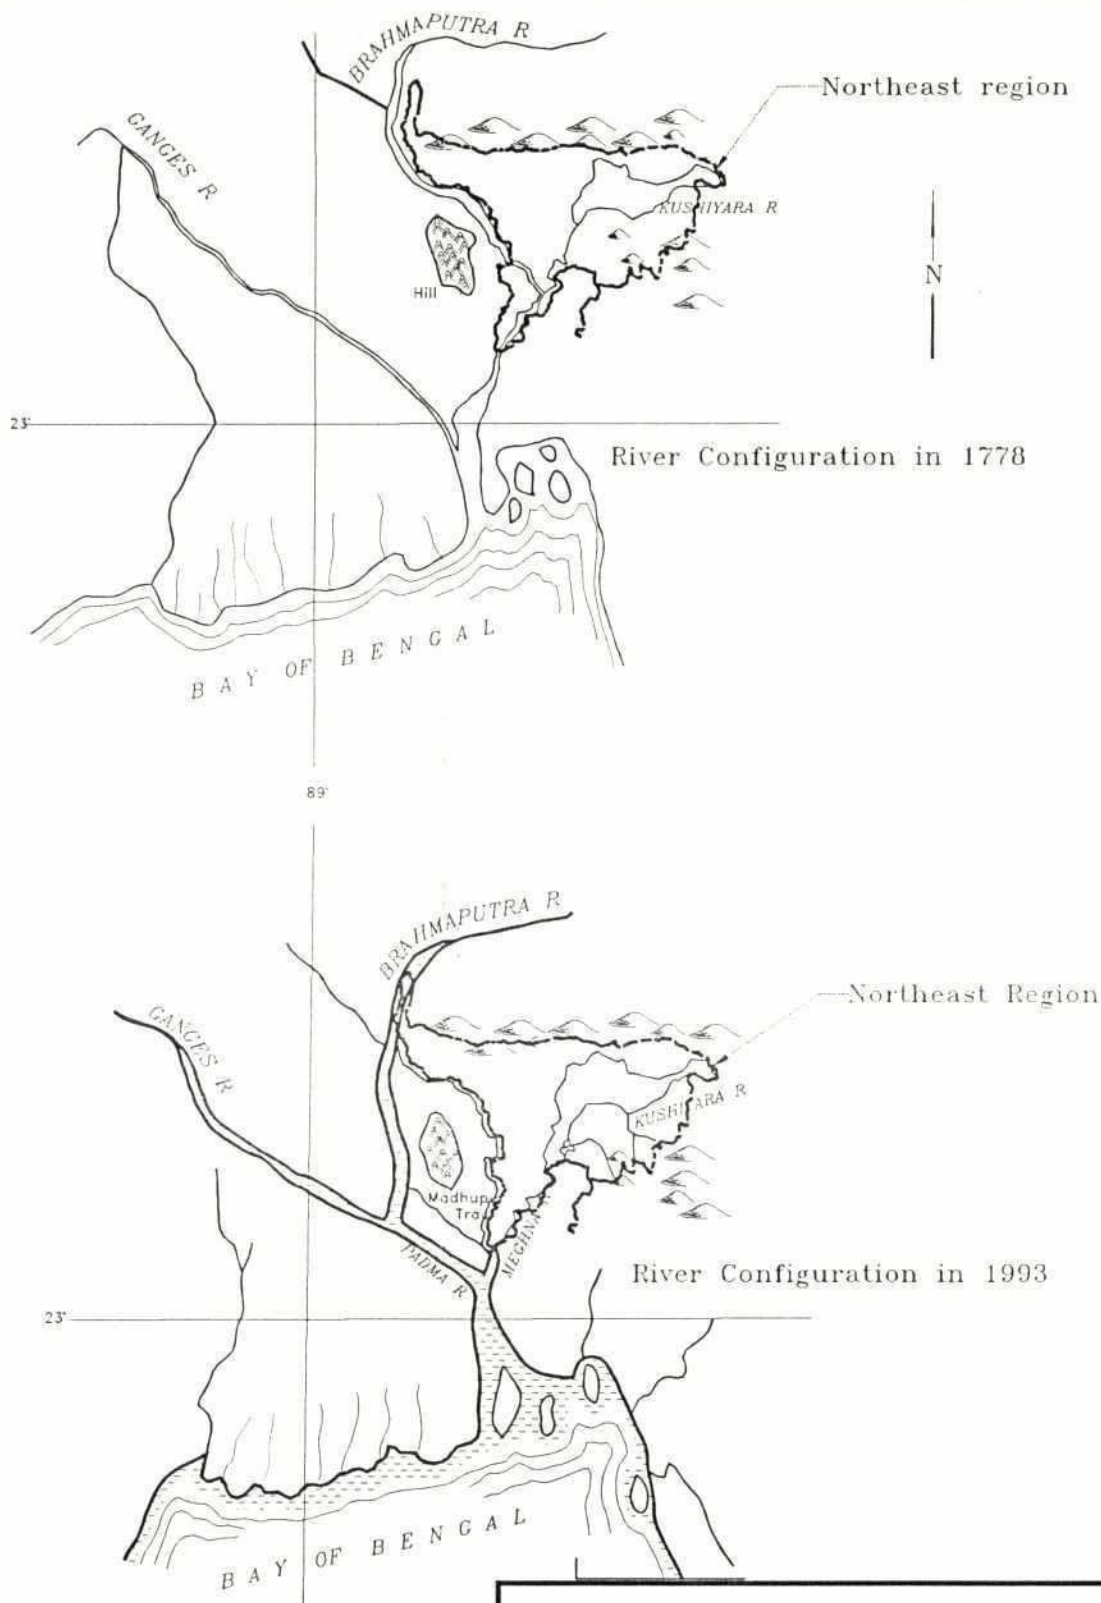 BRAHMAPUTRA R
Northeast region
GANGES R
KUSHIYARA R
N
Hill
23°
River Configuration in 1778
BAY OF BENGAL
89°
BRAHMAPUTRA R
Northeast Region
GANGES R
KUSHIYARA R
Madhup
Tra
MEGHNA
PADMA R
River Configuration in 1993
23°
BAY OF BENGAL